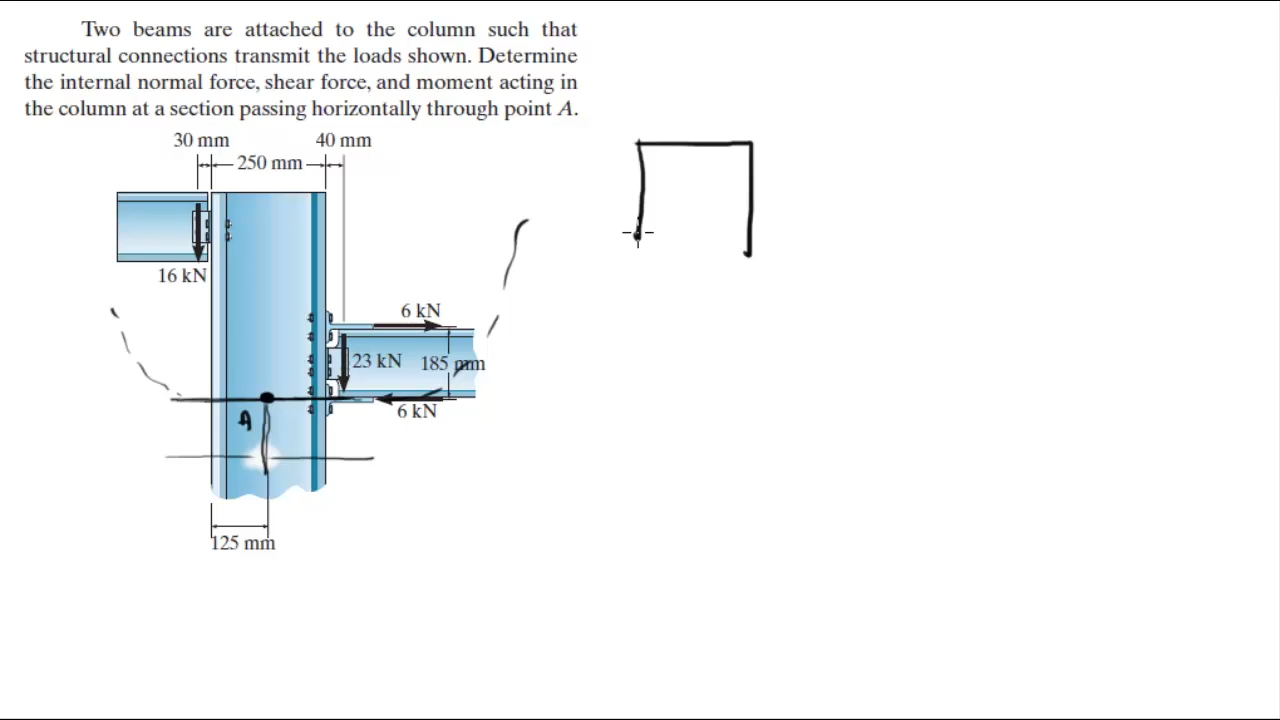 Two beams are attached to the column such that
structural connections transmit the loads shown. Determine
the internal normal force, shear force, and moment acting in
the column at a section passing horizontally through point A.
30 mm
40 mm
250 mm
16 kN
6 kN
23 kN
185 mm
6 kN
A
125 mm